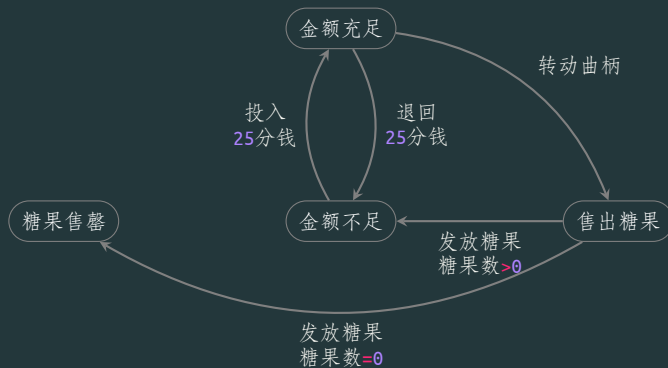 金额充足
转动曲柄
投入
25分钱
退回
25分钱
糖果售罄
金额不足
售出糖果
发放糖果
糖果数>0
发放糖果
糖果数=0